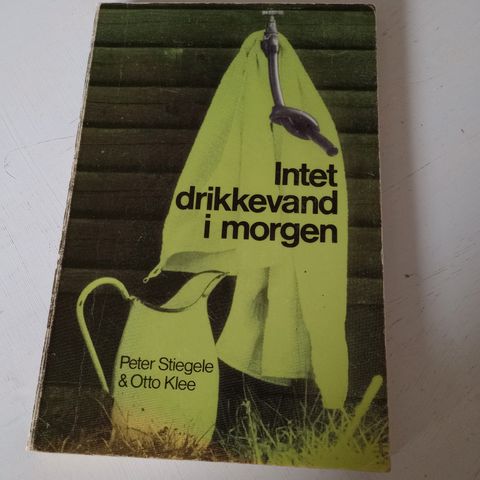 Intet
drikkevand
i morgen
Peter Stiegele
& Otto Klee